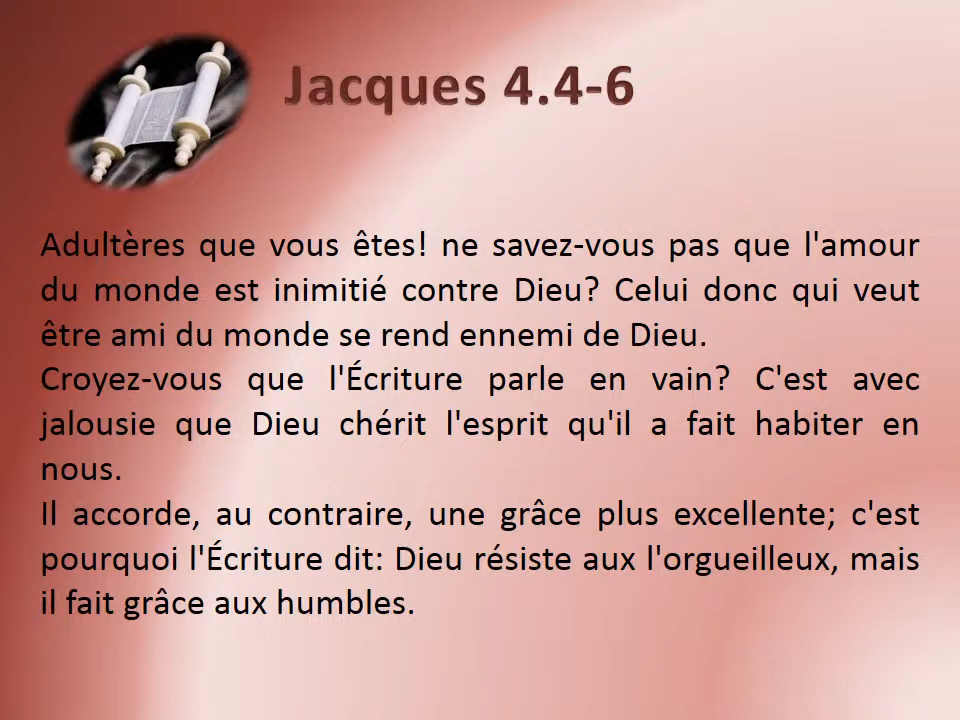 Jacques 4.4-6
Adultères que vous êtes! ne savez-vous pas que l'amour
du monde est inimitié contre Dieu? Celui donc qui veut
être ami du monde se rend ennemi de Dieu.
Croyez-vous que l'Écriture parle en vain? C'est avec
jalousie que Dieu chérit l'esprit qu'il a fait habiter en
nous.
Il accorde, au contraire, une grâce plus excellente; c'est
pourquoi l'Écriture dit: Dieu résiste aux l'orgueilleux, mais
il fait grâce aux humbles.